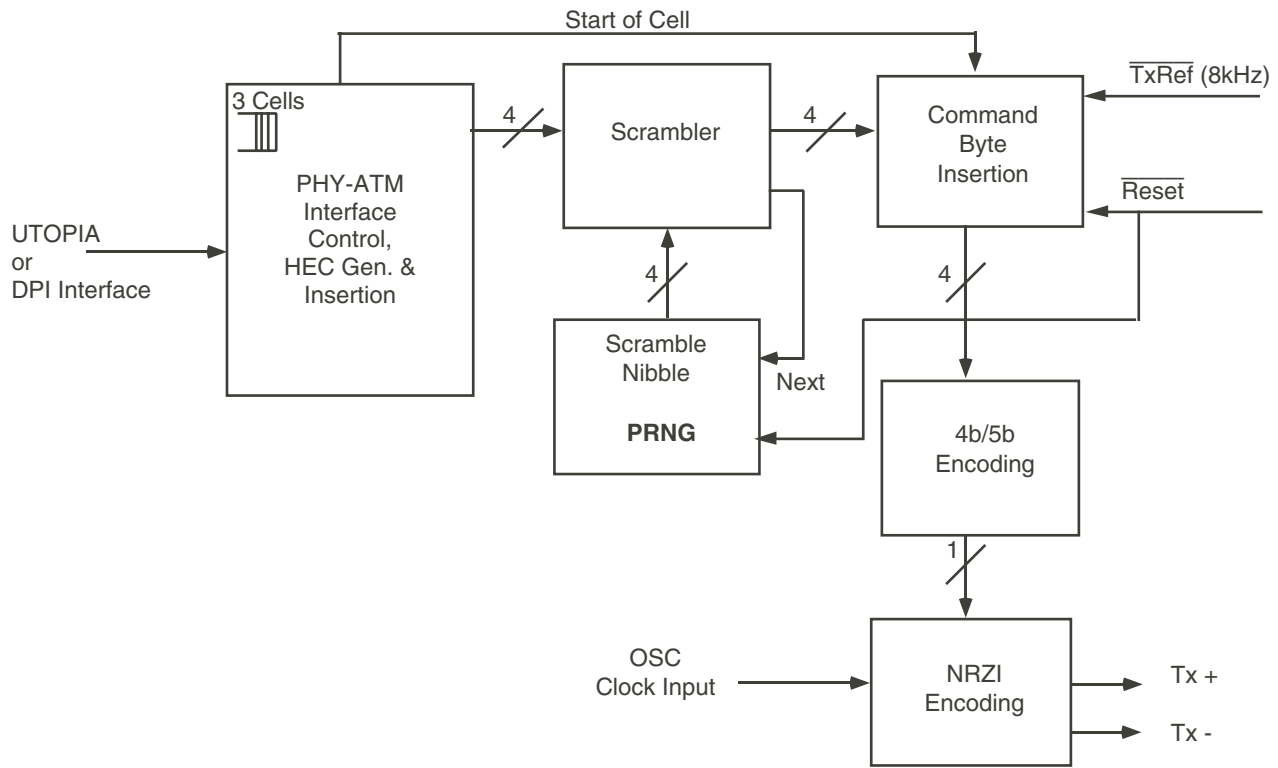 Start of Cell
TxRef (8kHz)
3 Cells
4
4
Scrambler
Command
Byte
Insertion
PHY-ATM
Interface
Control,
HEC Gen. &
Insertion
Reset
UTOPIA
or
DPI Interface
4
4
Scramble
Nibble
PRNG
Next
4b/5b
Encoding
1
OSC
Clock Input
NRZI
Encoding
Tx +
Tx -